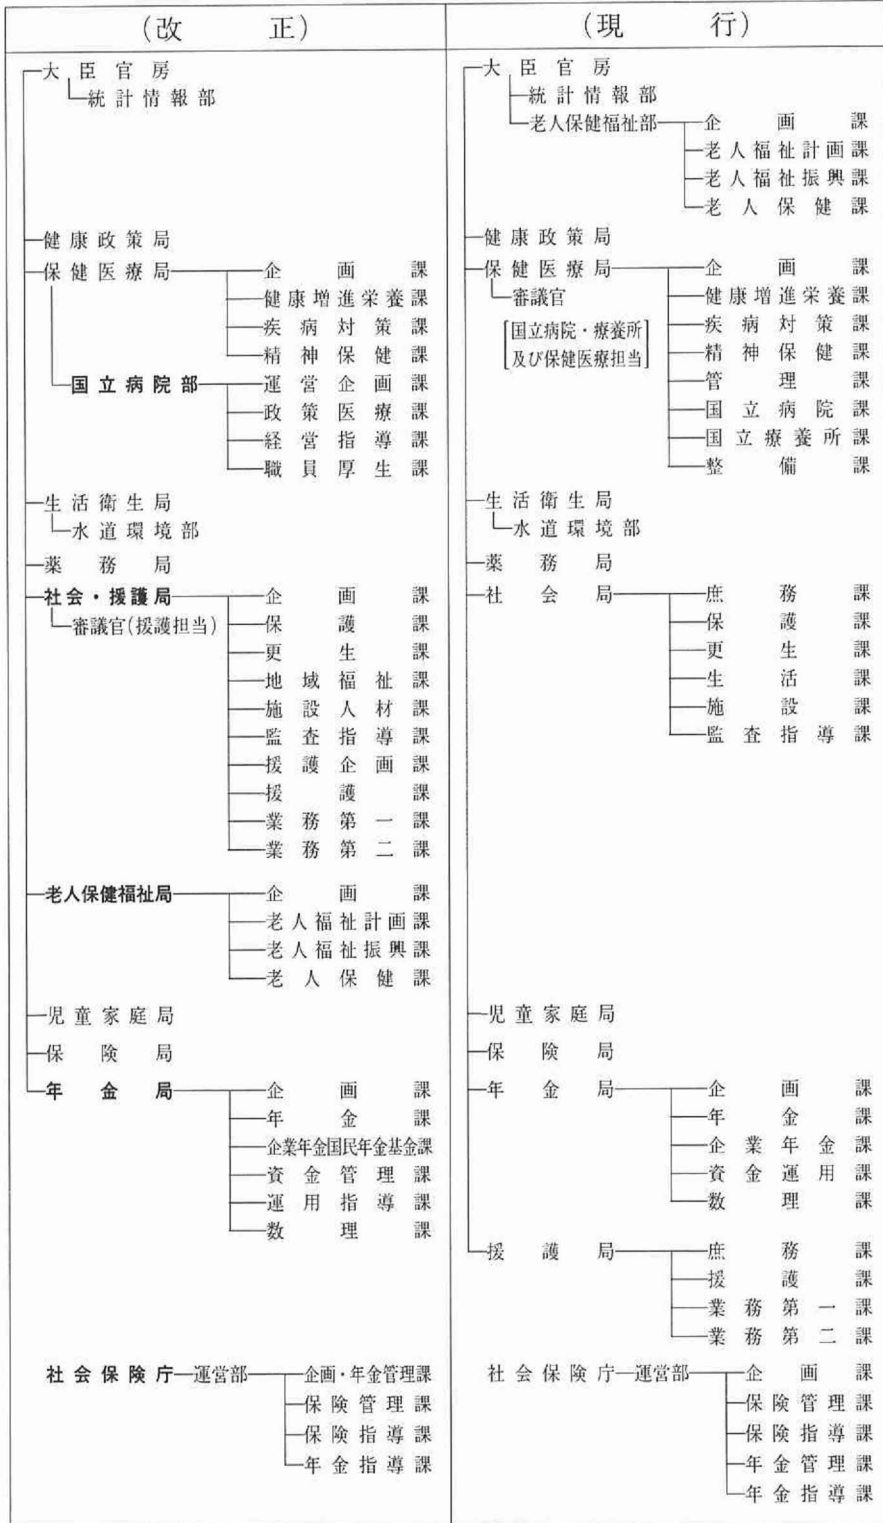 (改正)
大臣官房
統計情報部
健康政策局
保健医療局
企画課
健康増進栄養課
疾病対策課
精神保健課
国立病院部
運営企画課
政策医療課
経営指導課
職員厚生課
生活衛生局
水道環境部
薬務局
社会・援護局
審議官(援護担当)
企画課
保護課
更生課
地域福祉課
施設人材課
監査指導課
援護企画課
援護課
業務第一課
業務第二課
老人保健福祉局
企画課
老人福祉計画課
老人福祉振興課
老人保健課
児童家庭局
保険局
年金局
企画課
年金課
企業年金国民年金基金課
資金管理課
運用指導課
数理課
社会保険庁
運営部
企画・年金管理課
保険管理課
保険指導課
年金指導課
(現行)
大臣官房
統計情報部
老人保健福祉部
企画課
老人福祉計画課
老人福祉振興課
老人保健課
健康政策局
保健医療局
審議官
[国立病院・療養所
及び保健医療担当]
企画課
健康増進栄養課
疾病対策課
精神保健課
管理課
国立病院課
国立療養所課
整備課
生活衛生局
水道環境部
薬務局
社会局
庶務課
保護課
更生課
生活課
施設課
監査指導課
児童家庭局
保険局
年金局
企画課
年金課
企業年金課
資金運用課
数理課
援護局
庶務課
援護課
業務第一課
業務第二課
社会保険庁
運営部
企画課
保険管理課
保険指導課
年金管理課
年金指導課